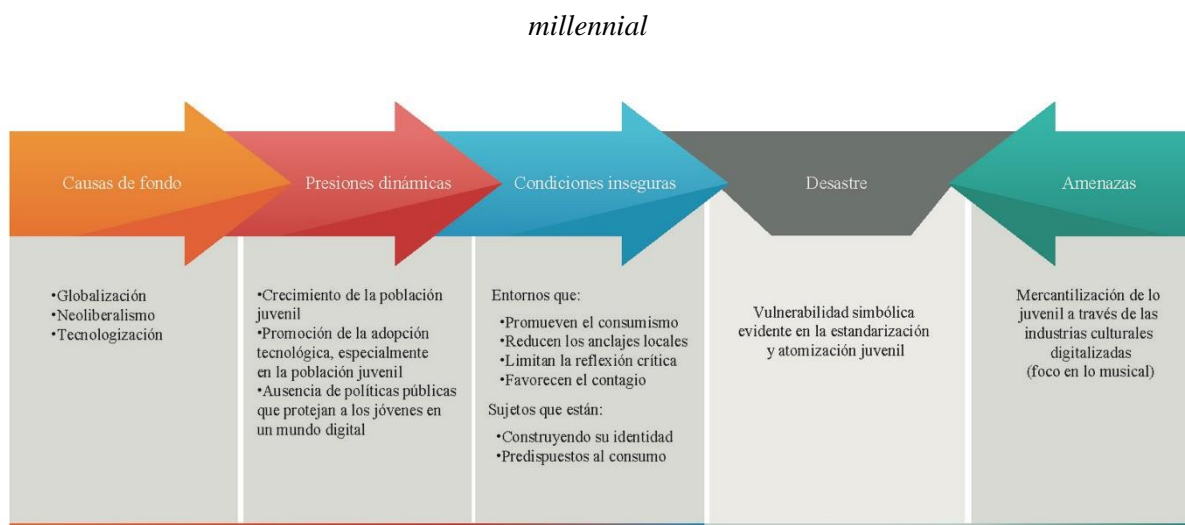 millennial
Causas de fondo
Presiones dinámicas
Condiciones inseguras
Desastre
Amenazas
•Globalización
•Neoliberalismo
•Tecnologización
•Crecimiento de la población
juvenil
•Promoción de la adopción
tecnológica, especialmente
en la población juvenil
•Ausencia de políticas públicas
que protejan a los jóvenes en
un mundo digital
Entornos que:
•Promueven el consumismo
•Reducen los anclajes locales
•Limitan la reflexión crítica
•Favorecen el contagio
Sujetos que están:
•Construyendo su identidad
•Predispuestos al consumo
Vulnerabilidad simbólica
evidente en la estandarización
y atomización juvenil
Mercantilización de lo
juvenil a través de las
industrias culturales
digitalizadas
(foco en lo musical)